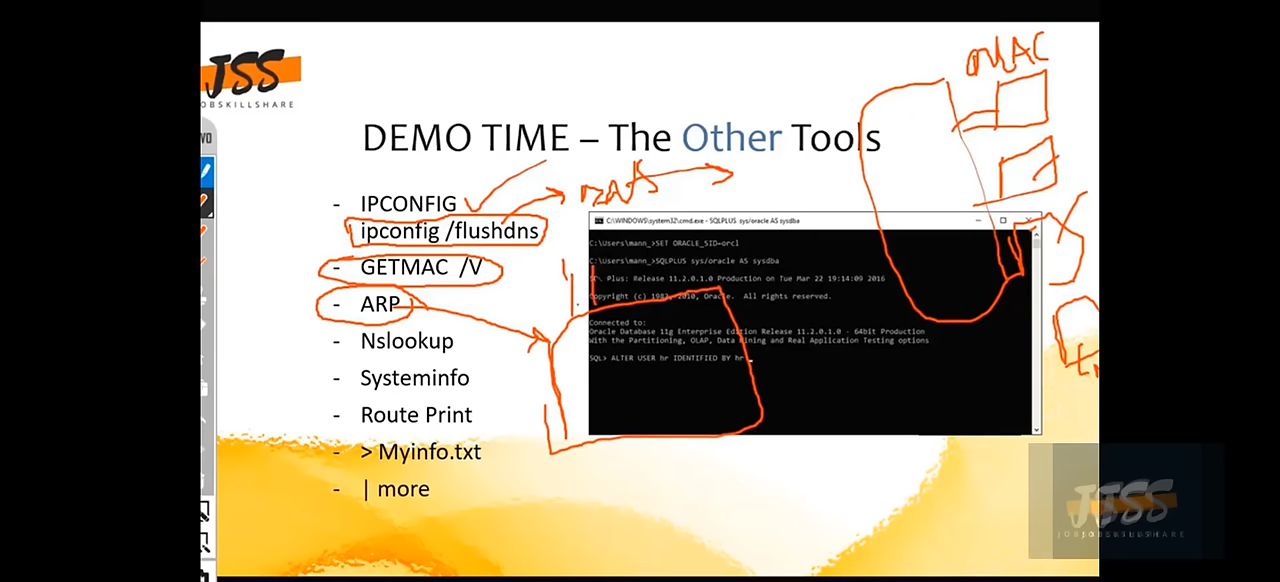 JSS
JOBSKILLSHARE
DEMO TIME – The Other Tools
MAC
- IPCONFIG
ipconfig /flushdns
- GETMAC /V
- ARP
- Nslookup
- Systeminfo
- Route Print
- > Myinfo.txt
- | more
C:\WINDOWS\system32\cmd.exe - SQLPLUS sys/oracle AS sysdba
C:\Users\mann_>SET ORACLE_SID=orcl
C:\Users\mann_>SQLPLUS sys/oracle AS sysdba
Plus: Release 11.2.0.1.0 Production on Tue Mar 22 19:14:09 2016
Copyright (c) 1982, 2010, Oracle. All rights reserved.
Connected to:
Oracle Database 11g Enterprise Edition Release 11.2.0.1.0 - 64bit Production
With the Partitioning, OLAP, Data Mining and Real Application Testing options
SQL> ALTER USER hr IDENTIFIED BY hr
JSS
JOBSKILLSHARE